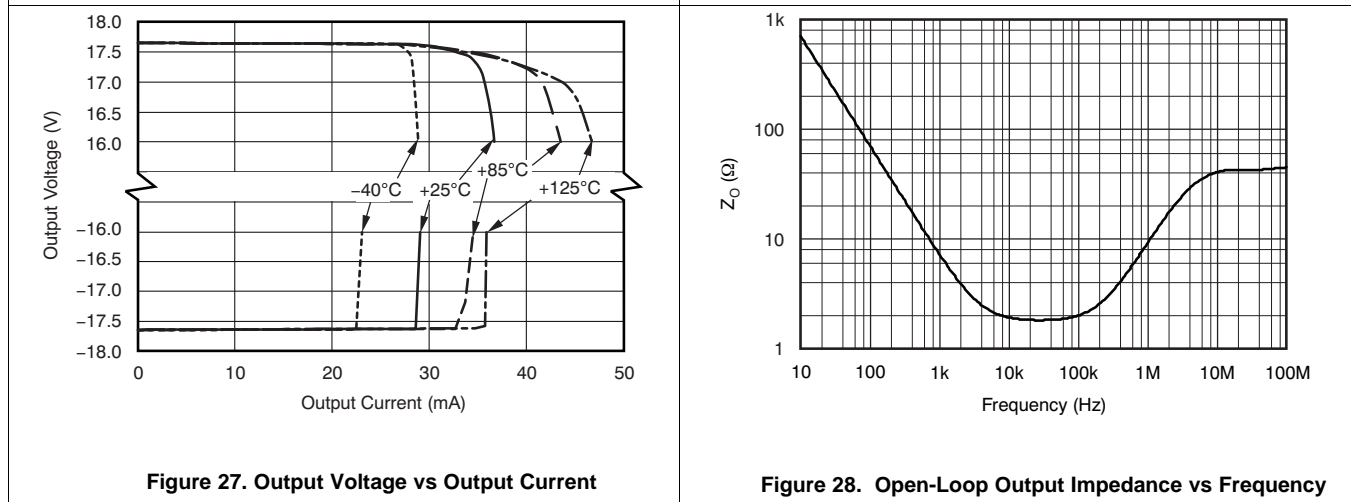 18.0
17.5
17.0
16.5
16.0
−16.0
−16.5
−17.0
−17.5
−18.0
Output Voltage (V)
−40°C
+25°C
+85°C
+125°C
0
10
20
30
40
50
Output Current (mA)
Figure 27. Output Voltage vs Output Current
1k
100
10
1
ZO (Ω)
10
100
1k
10k
100k
1M
10M
100M
Frequency (Hz)
Figure 28. Open-Loop Output Impedance vs Frequency